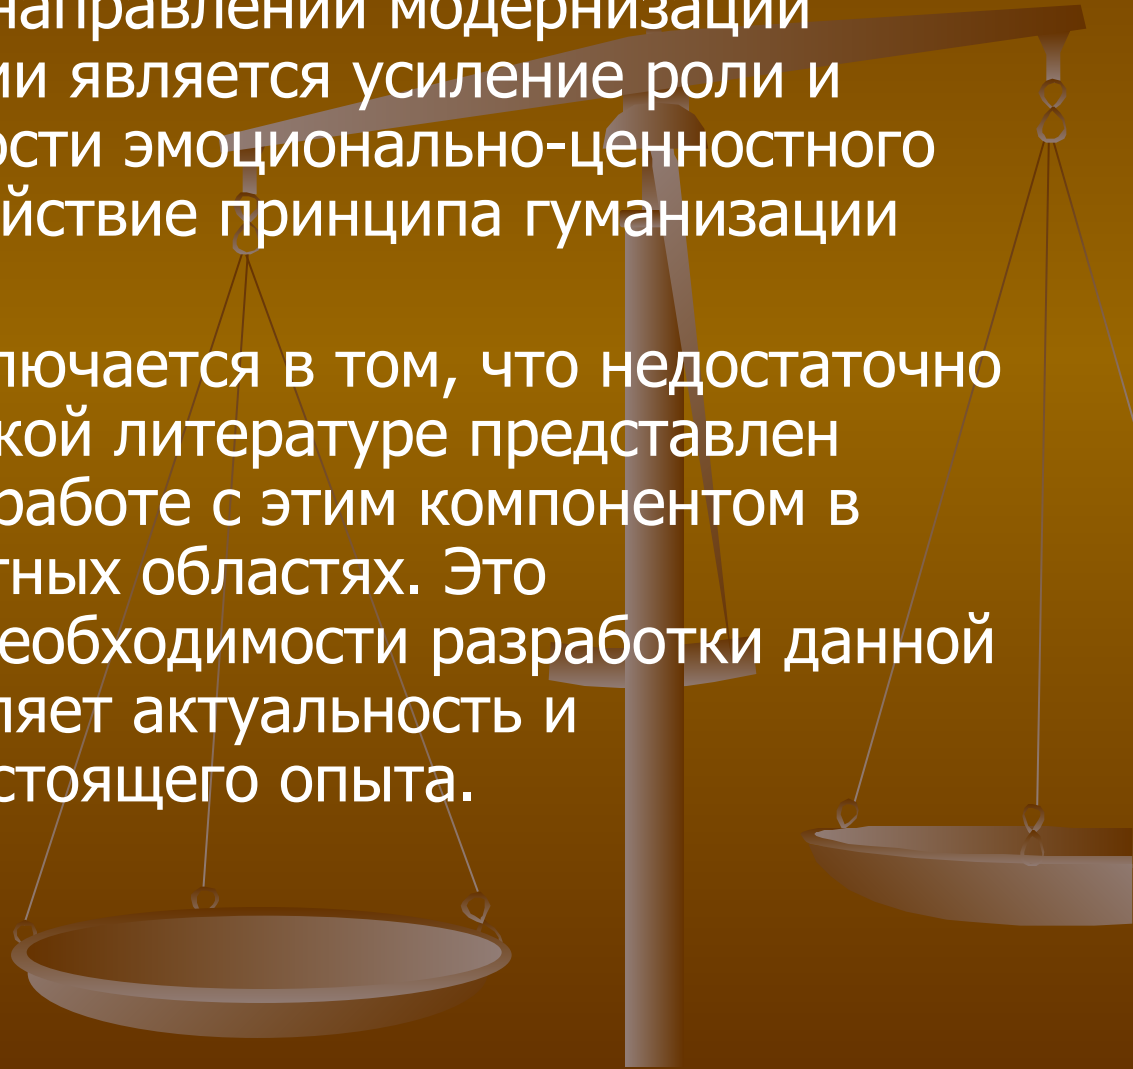 направлений модернизации
ии является усиление роли и
ости эмоционально-ценностного
йствие принципа гуманизации
лючается в том, что недостаточно
кой литературе представлен
работе с этим компонентом в
тных областях. Это
еобходимости разработки данной
ляет актуальность и
стоящего опыта.